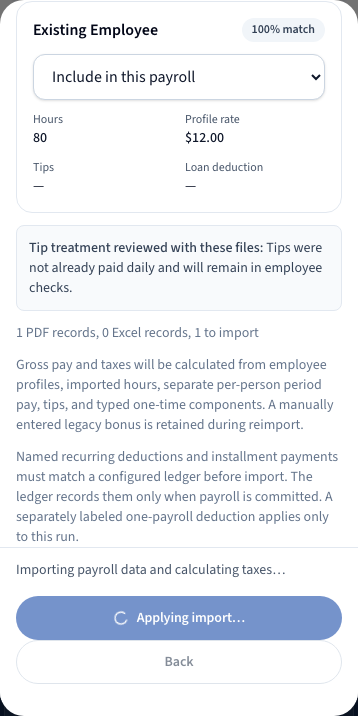 Existing Employee
100% match
Include in this payroll
Hours
Profile rate
80
$12.00
Tips
Loan deduction
—
—
Tip treatment reviewed with these files: Tips were
not already paid daily and will remain in employee
checks.
1 PDF records, 0 Excel records, 1 to import
Gross pay and taxes will be calculated from employee
profiles, imported hours, separate per-person period
pay, tips, and typed one-time components. A manually
entered legacy bonus is retained during reimport.
Named recurring deductions and installment payments
must match a configured ledger before import. The
ledger records them only when payroll is committed. A
separately labeled one-payroll deduction applies only
to this run.
Importing payroll data and calculating taxes…
Applying import…
Back